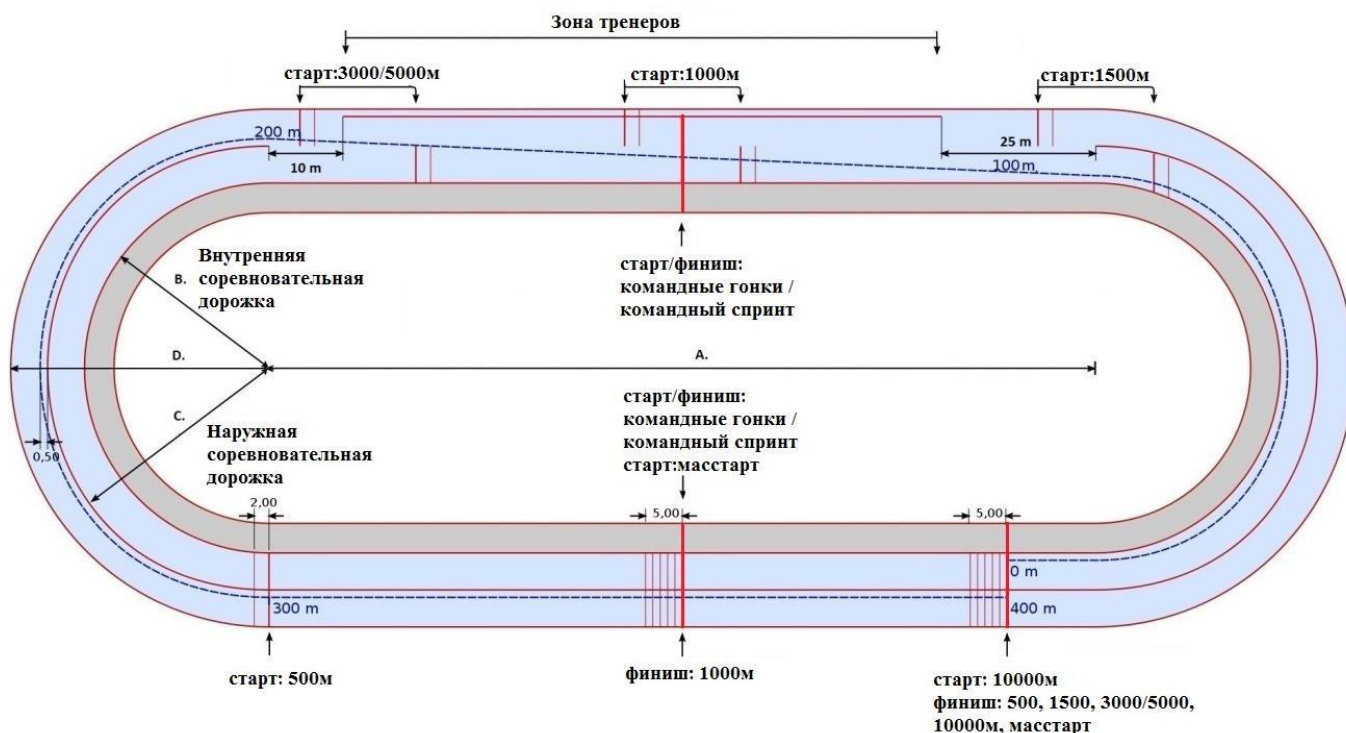 Зона тренеров
старт:3000/5000м
старт:1000м
старт:1500м
200 m
10 m
25 m
100m
Внутренняя
соревновательная
дорожка
B.
старт/финиш:
командные гонки /
командный спринт
D.
A.
C.
старт/финиш:
командные гонки /
командный спринт
старт:масстарт
Наружная
соревновательная
дорожка
0,50
2,00
5,00
5,00
0 m
300 m
400 m
старт: 500м
финиш: 1000м
старт: 10000м
финиш: 500, 1500, 3000/5000,
10000м, масстарт